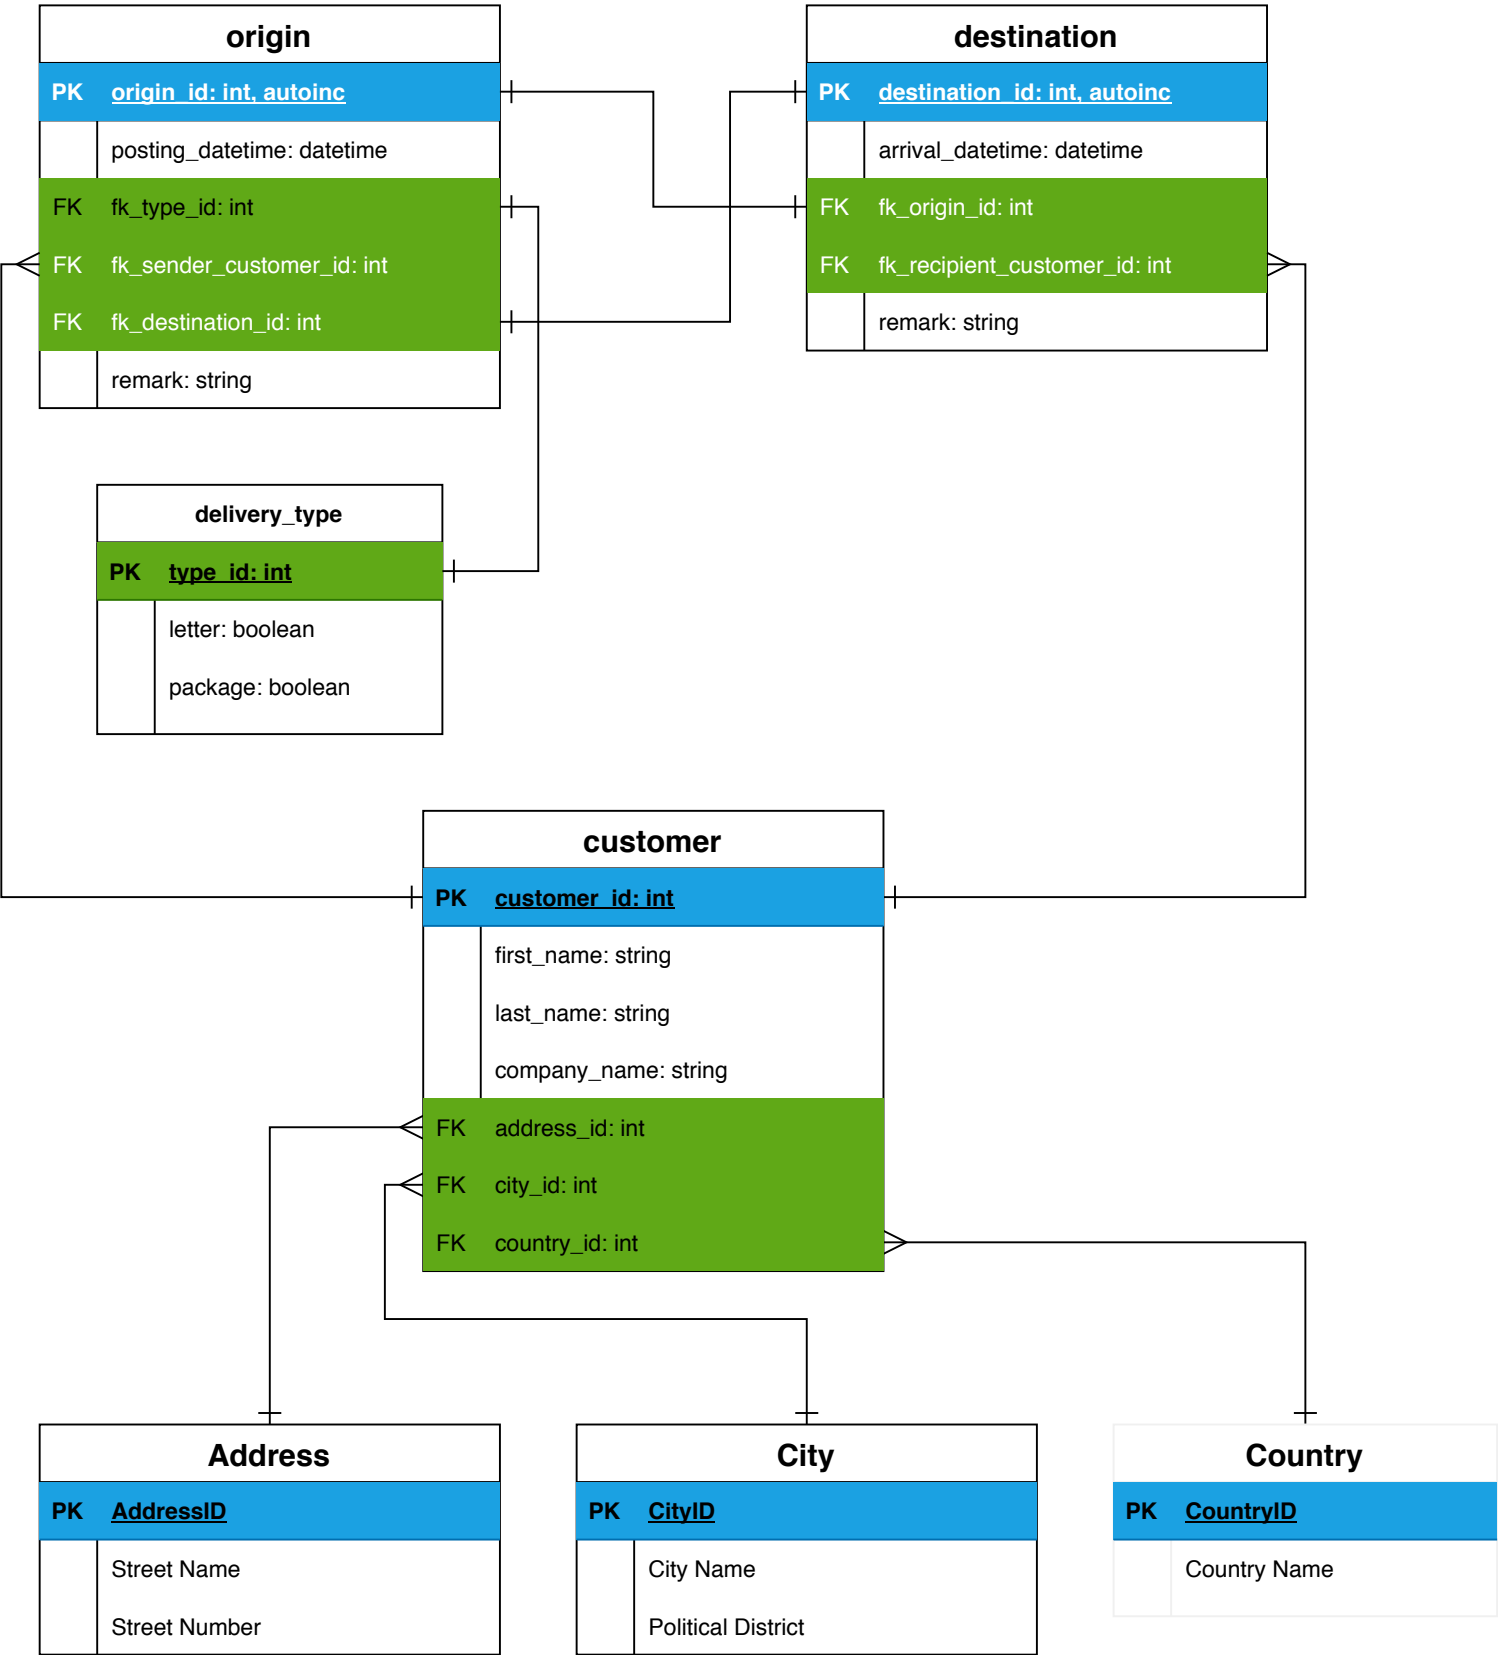 origin
PK origin_id: int, autoinc
posting_datetime: datetime
FK fk_type_id: int
FK fk_sender_customer_id: int
FK fk_destination_id: int
remark: string
destination
PK destination_id: int, autoinc
arrival_datetime: datetime
FK fk_origin_id: int
FK fk_recipient_customer_id: int
remark: string
delivery_type
PK type_id: int
letter: boolean
package: boolean
customer
PK customer_id: int
first_name: string
last_name: string
company_name: string
FK address_id: int
FK city_id: int
FK country_id: int
Address
PK AddressID
Street Name
Street Number
City
PK CityID
City Name
Political District
Country
PK CountryID
Country Name